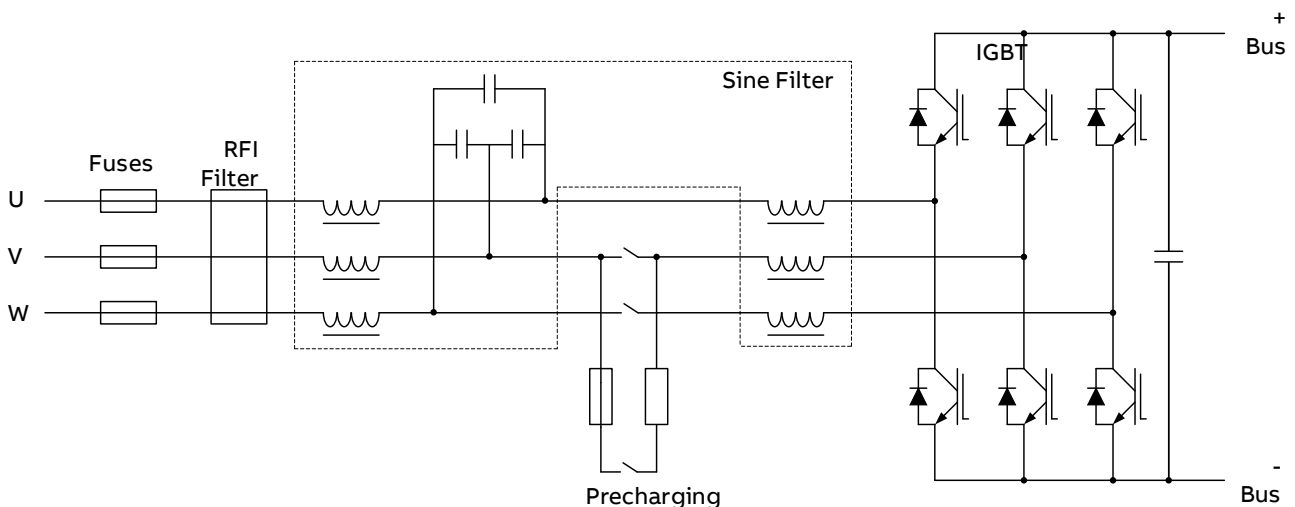 +
Bus
IGBT
Sine Filter
Fuses
RFI
Filter
U
V
W
Precharging
-
Bus